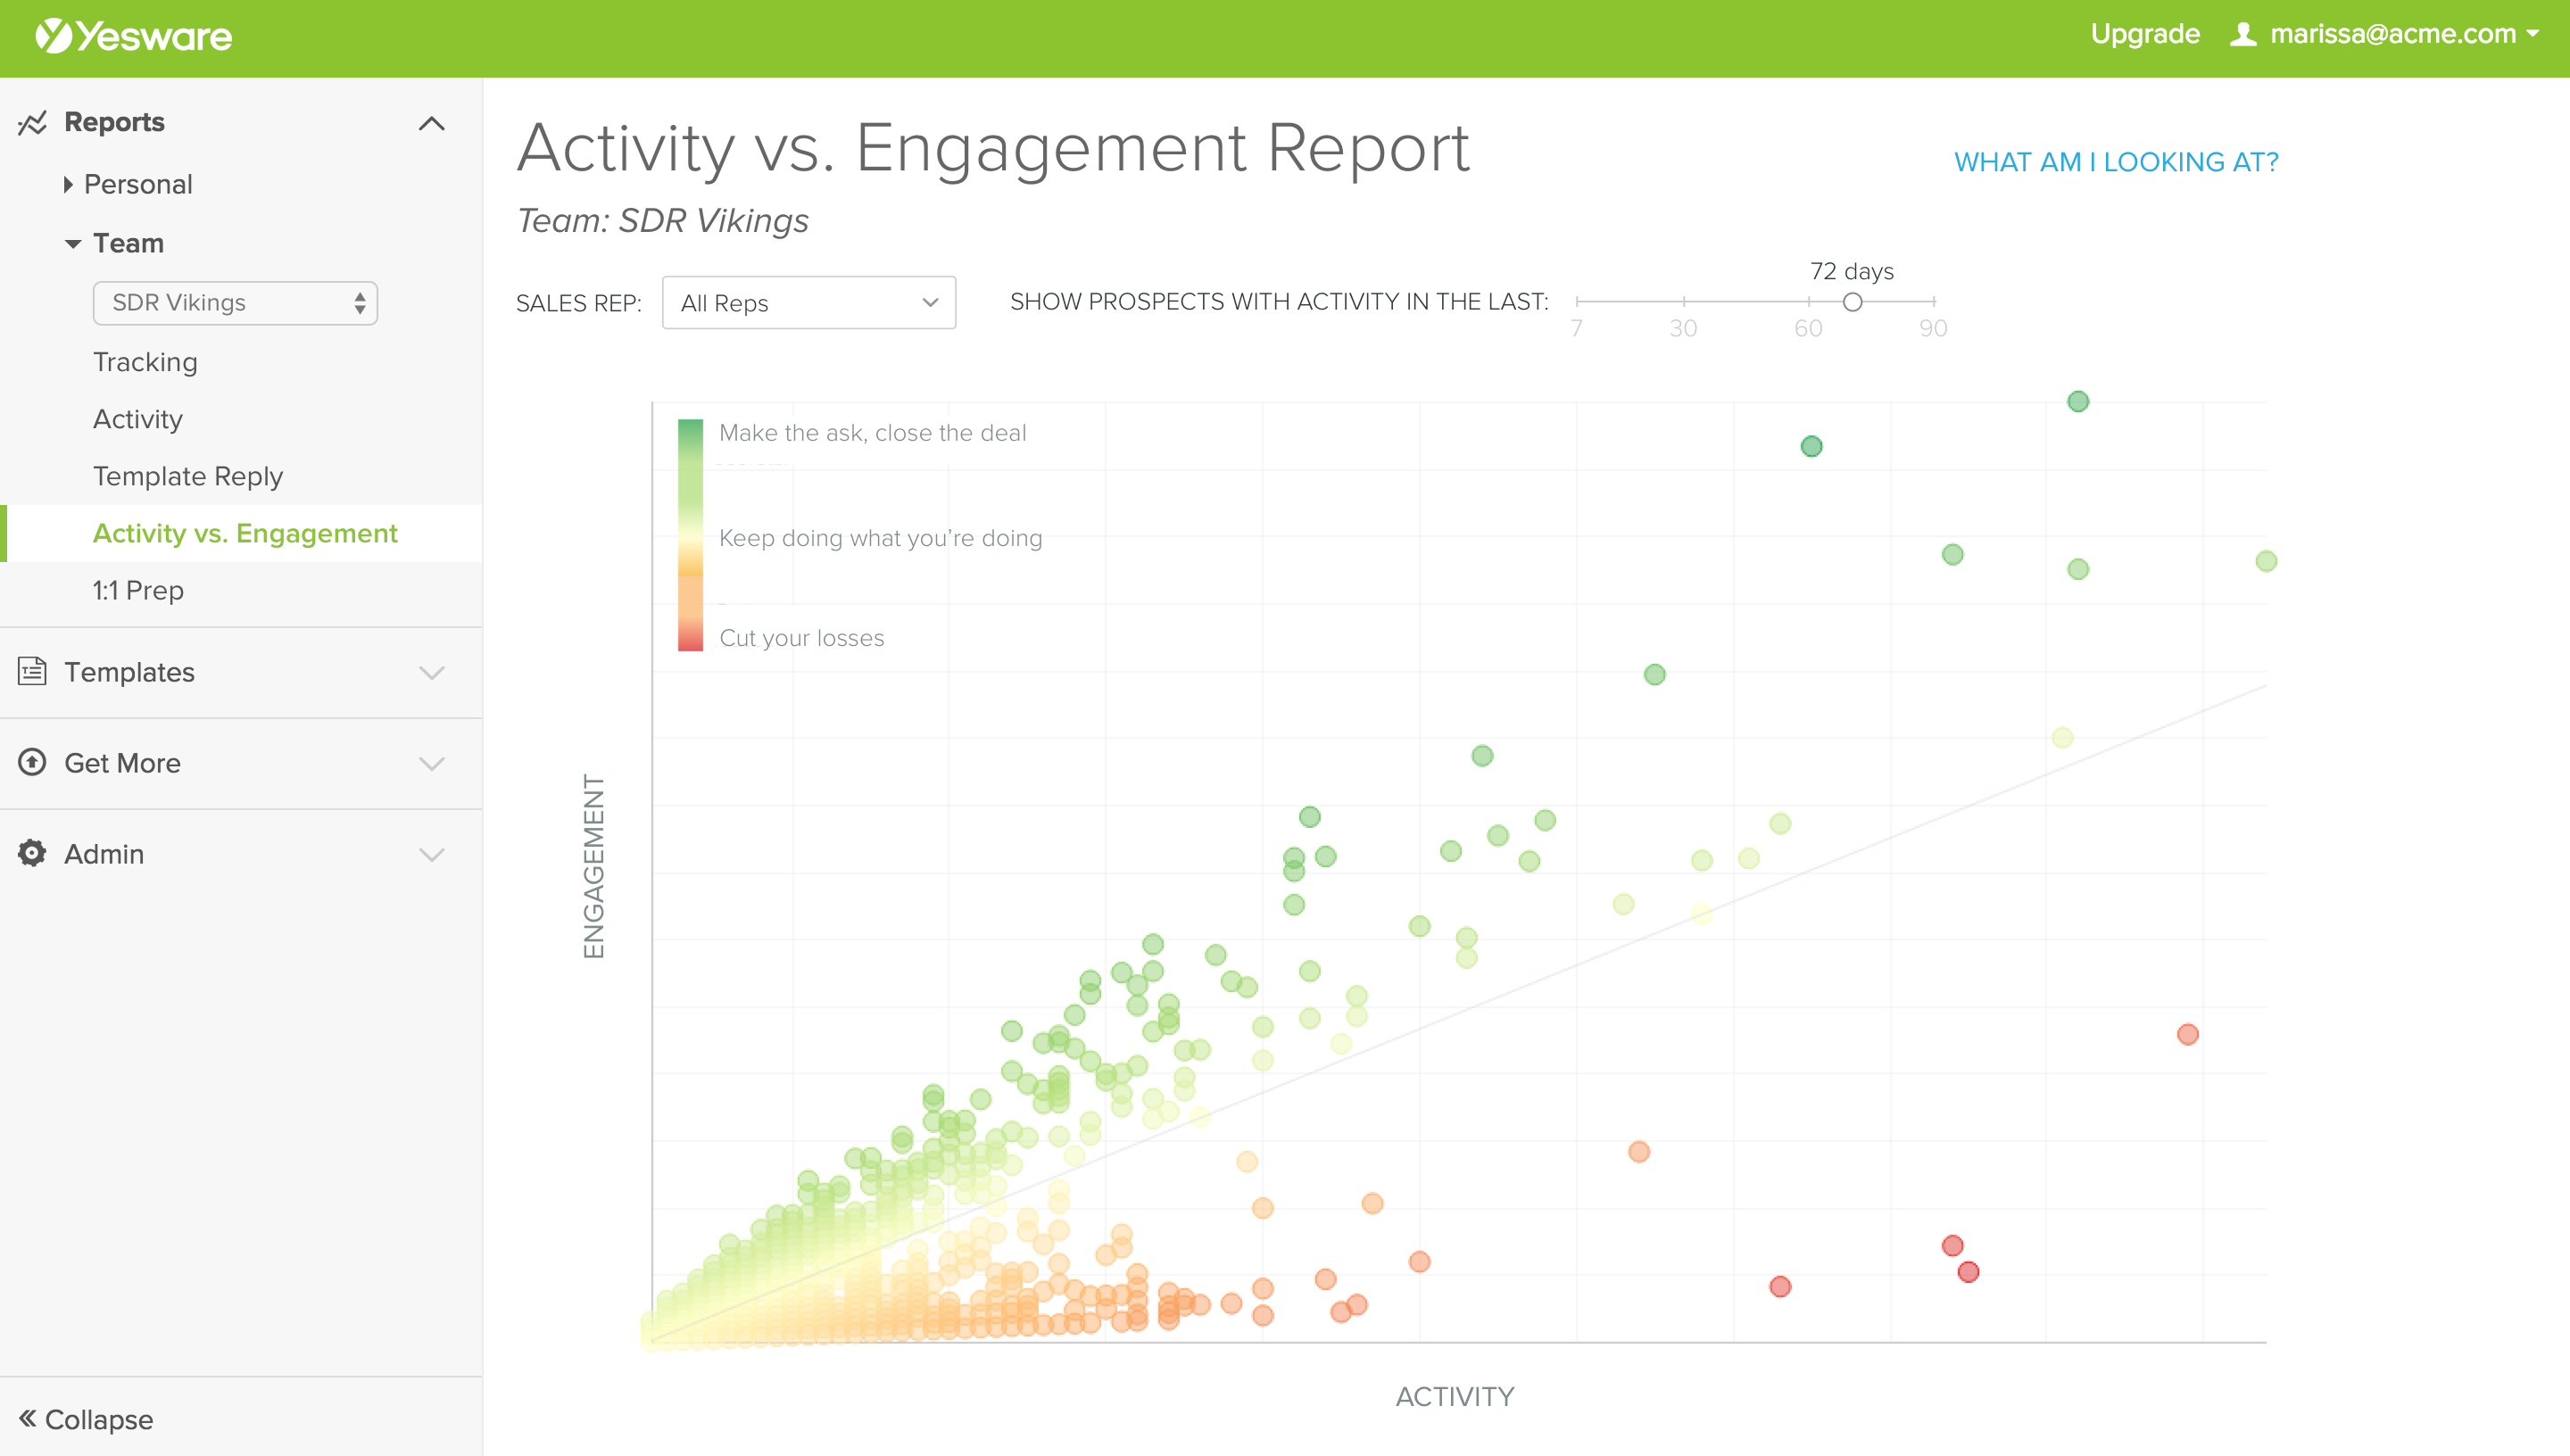 Yesware
Upgrade
marissa@acme.com
Reports
Personal
Team
SDR Vikings
Tracking
Activity
Template Reply
Activity vs. Engagement
1:1 Prep
Templates
Get More
Admin
Collapse
Activity vs. Engagement Report
WHAT AM I LOOKING AT?
Team: SDR Vikings
SALES REP:
All Reps
SHOW PROSPECTS WITH ACTIVITY IN THE LAST:
72 days
7 30 60 90
Make the ask, close the deal
Keep doing what you’re doing
Cut your losses
ENGAGEMENT
ACTIVITY